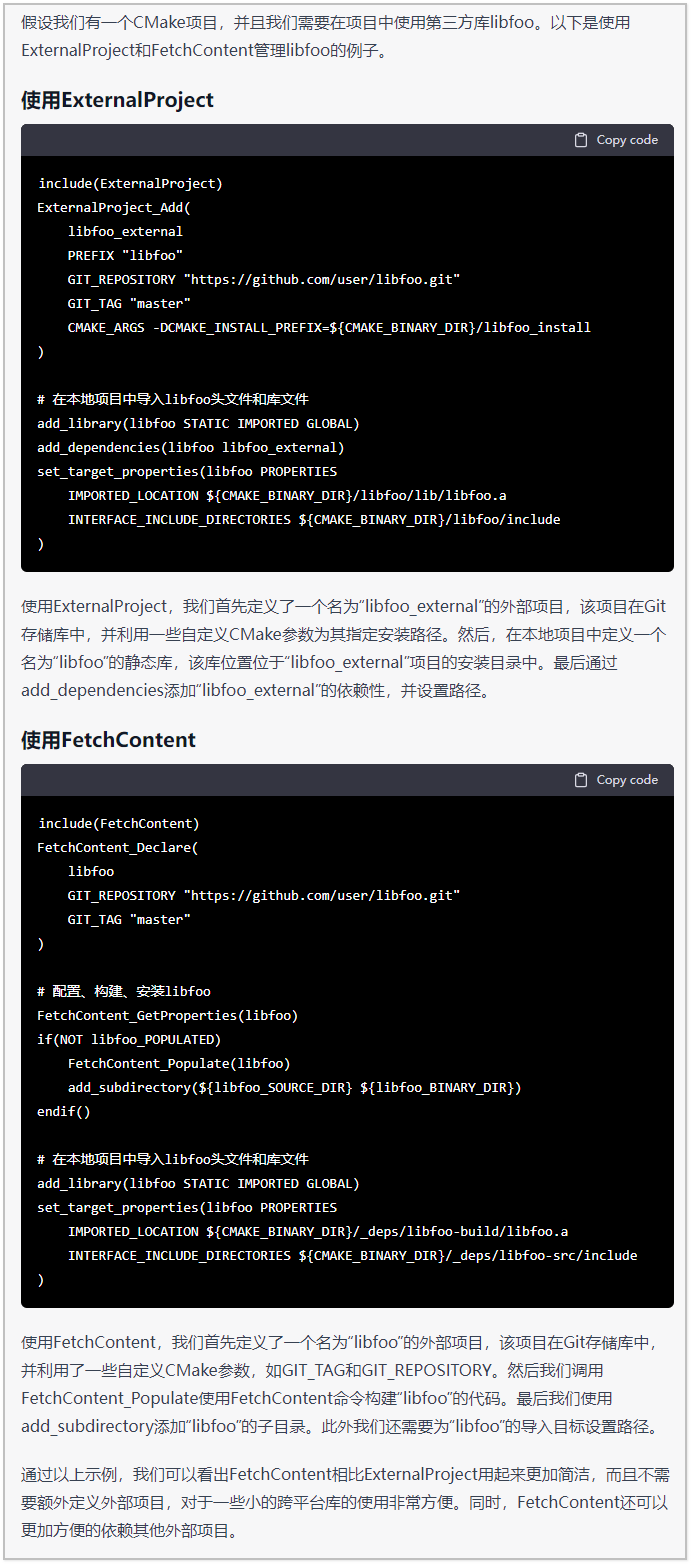 假设我们有一个CMake项目，并且我们需要在项目中使用第三方库libfoo。以下是使用
ExternalProject和FetchContent管理libfoo的例子。
使用ExternalProject
Copy code
include(ExternalProject)
ExternalProject_Add(
    libfoo_external
    PREFIX "libfoo"
    GIT_REPOSITORY "https://github.com/user/libfoo.git"
    GIT_TAG "master"
    CMAKE_ARGS -DCMAKE_INSTALL_PREFIX=${CMAKE_BINARY_DIR}/libfoo_install
)
# 在本地项目中导入libfoo头文件和库文件
add_library(libfoo STATIC IMPORTED GLOBAL)
add_dependencies(libfoo libfoo_external)
set_target_properties(libfoo PROPERTIES
    IMPORTED_LOCATION ${CMAKE_BINARY_DIR}/libfoo/lib/libfoo.a
    INTERFACE_INCLUDE_DIRECTORIES ${CMAKE_BINARY_DIR}/libfoo/include
)
使用ExternalProject，我们首先定义了一个名为“libfoo_external”的外部项目，该项目在Git
存储库中，并利用一些自定义CMake参数为其指定安装路径。然后，在本地项目中定义一个
名为“libfoo”的静态库，该库位置位于“libfoo_external”项目的安装目录中。最后通过
add_dependencies添加“libfoo_external”的依赖性，并设置路径。
使用FetchContent
Copy code
include(FetchContent)
FetchContent_Declare(
    libfoo
    GIT_REPOSITORY "https://github.com/user/libfoo.git"
    GIT_TAG "master"
)
# 配置、构建、安装libfoo
FetchContent_GetProperties(libfoo)
if(NOT libfoo_POPULATED)
    FetchContent_Populate(libfoo)
    add_subdirectory(${libfoo_SOURCE_DIR} ${libfoo_BINARY_DIR})
endif()
# 在本地项目中导入libfoo头文件和库文件
add_library(libfoo STATIC IMPORTED GLOBAL)
set_target_properties(libfoo PROPERTIES
    IMPORTED_LOCATION ${CMAKE_BINARY_DIR}/_deps/libfoo-build/libfoo.a
    INTERFACE_INCLUDE_DIRECTORIES ${CMAKE_BINARY_DIR}/_deps/libfoo-src/include
)
使用FetchContent，我们首先定义了一个名为“libfoo”的外部项目，该项目在Git存储库中，
并利用了一些自定义CMake参数，如GIT_TAG和GIT_REPOSITORY。然后我们调用
FetchContent_Populate使用FetchContent命令构建“libfoo”的代码。最后我们使用
add_subdirectory添加“libfoo”的子目录。此外我们还需要为“libfoo”的导入目标设置路径。
通过以上示例，我们可以看出FetchContent相比ExternalProject用起来更加简洁，而且不需
要额外定义外部项目，对于一些小的跨平台库的使用非常方便。同时，FetchContent还可以
更加方便的依赖其他外部项目。